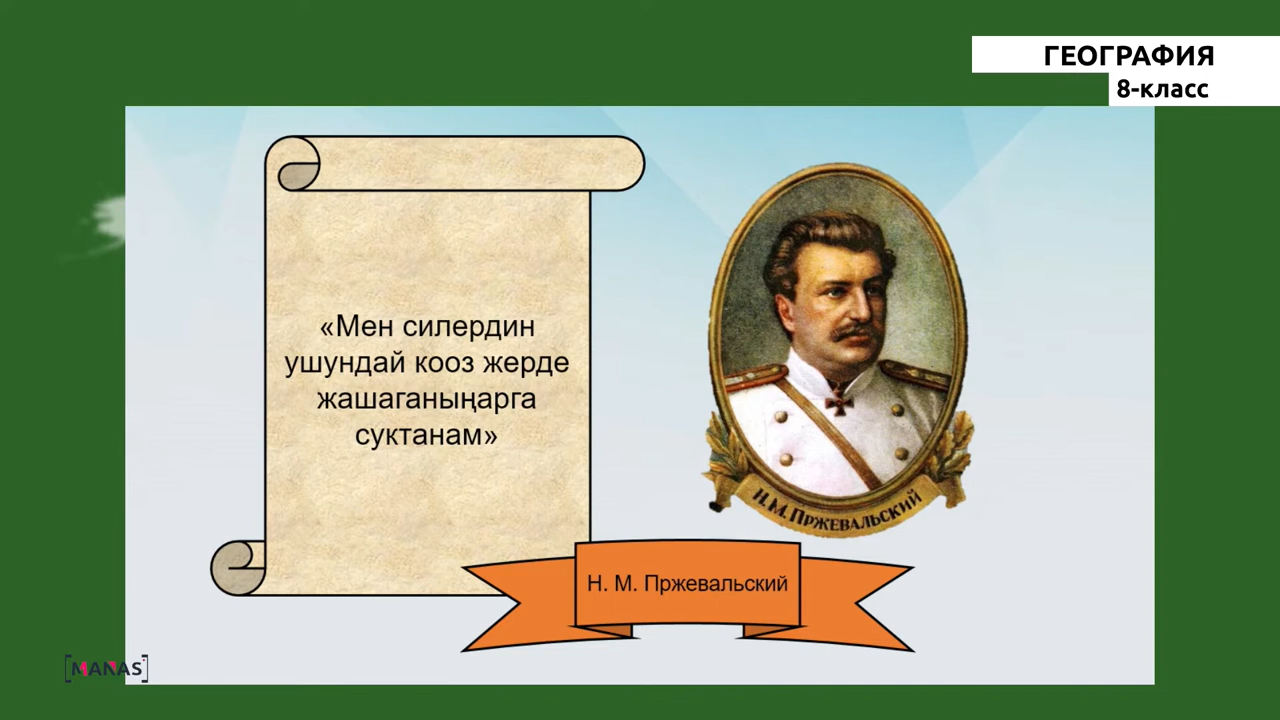 ГЕОГРАФИЯ
8-класс
«Мен силердин
ушундай кооз жерде
жашаганыңарга
суктанам»
Н.М. ПРЖЕВАЛЬСКИЙ
Н. М. Пржевальский
[MANAS]